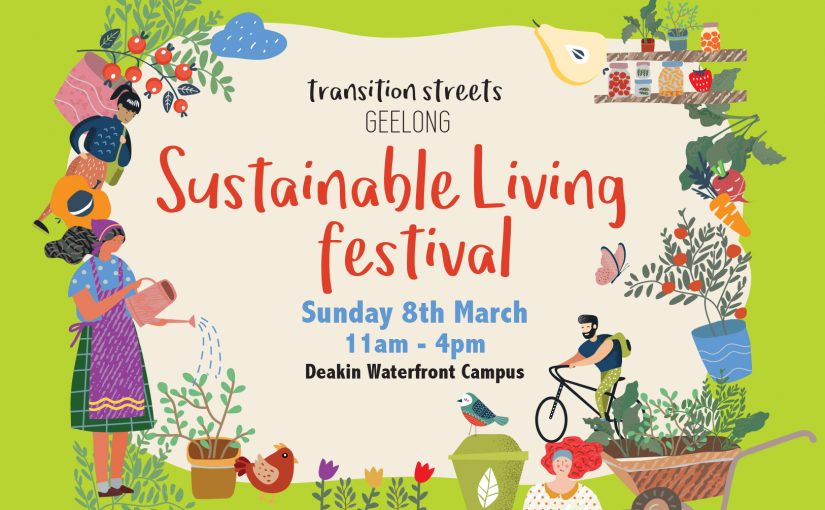 transition streets
GEELONG
Sustainable Living
festival
Sunday 8th March
11am - 4pm
Deakin Waterfront Campus